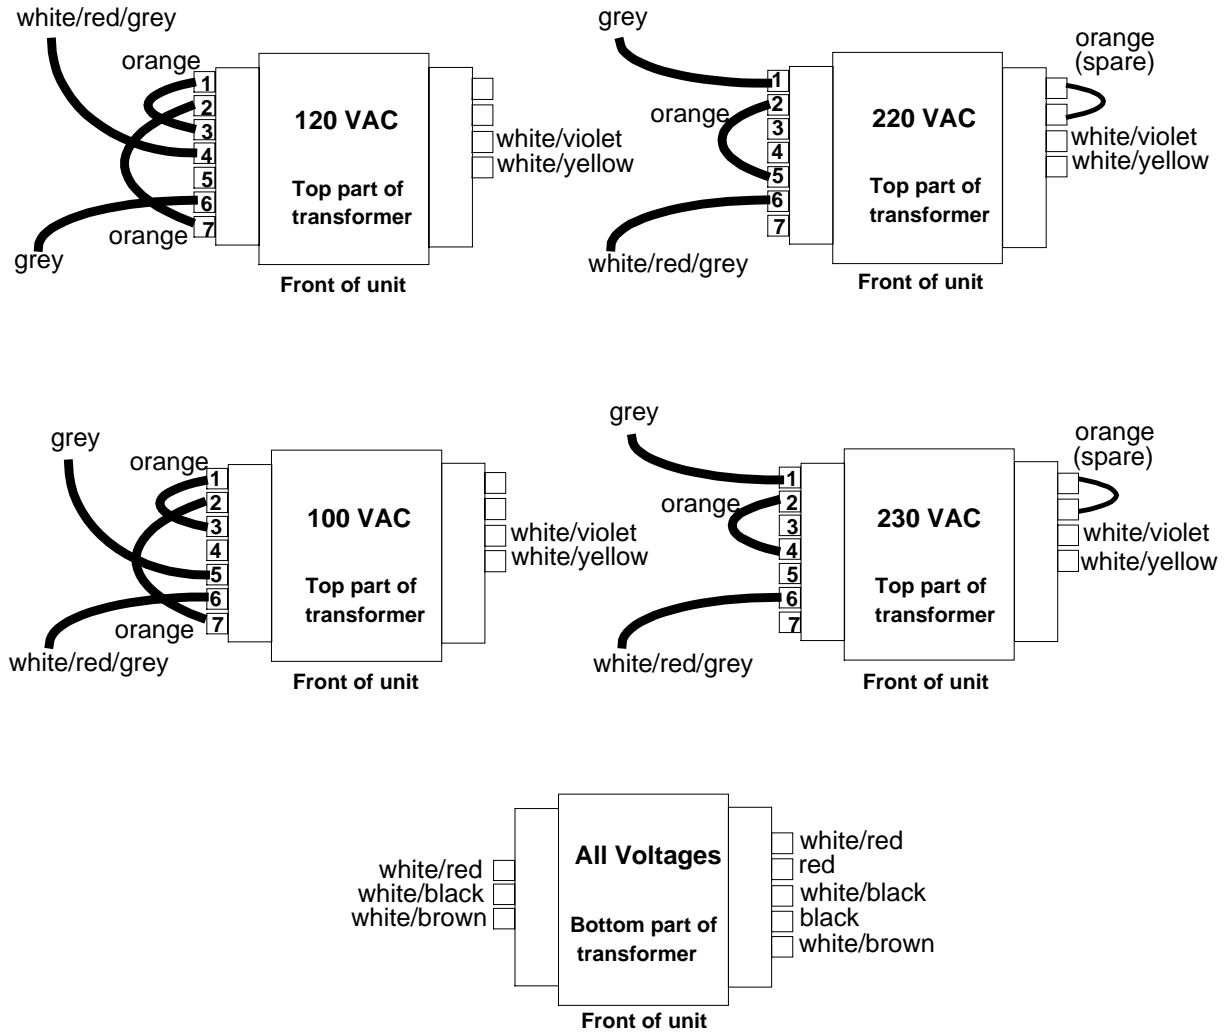 white/red/grey
orange
1
2
3
4
5
6
7
orange
grey
120 VAC
Top part of
transformer
white/violet
white/yellow
Front of unit
grey
orange
1
2
3
4
5
6
7
white/red/grey
220 VAC
Top part of
transformer
orange
(spare)
white/violet
white/yellow
Front of unit
grey
orange
1
2
3
4
5
6
7
orange
white/red/grey
100 VAC
Top part of
transformer
white/violet
white/yellow
Front of unit
grey
orange
1
2
3
4
5
6
7
white/red/grey
230 VAC
Top part of
transformer
orange
(spare)
white/violet
white/yellow
Front of unit
white/red
white/black
white/brown
All Voltages
Bottom part of
transformer
white/red
red
white/black
black
white/brown
Front of unit